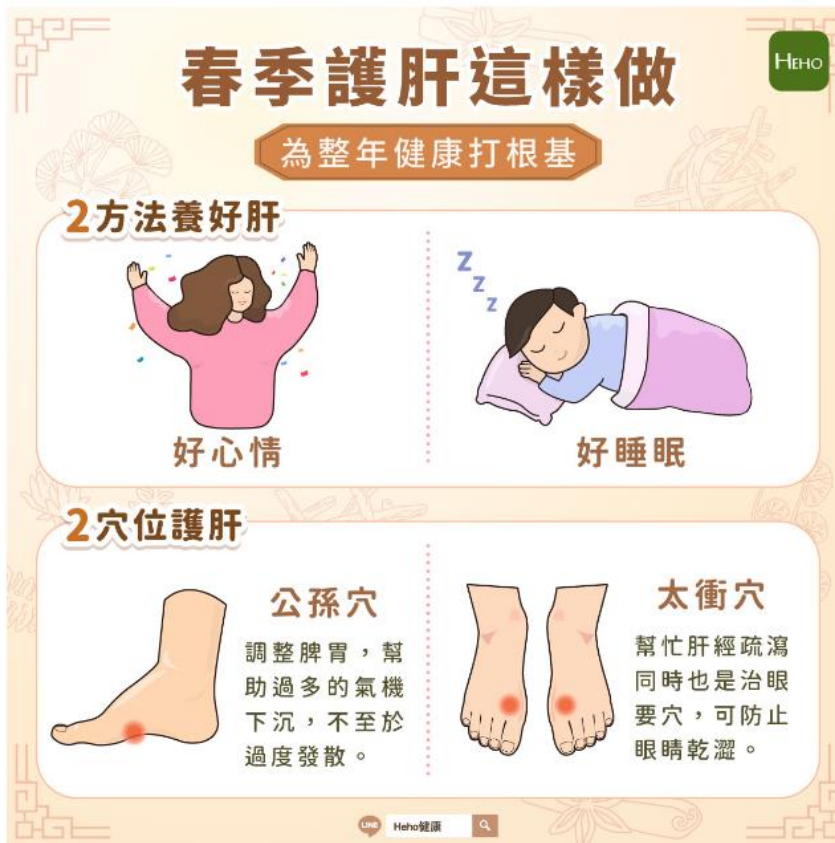 春季護肝這樣做
HEHO
為整年健康打根基
2方法養好肝
Z
Z
Z
好心情
好睡眠
2穴位護肝
公孫穴
調整脾胃，幫
助過多的氣機
下沉，不至於
過度發散。
太衝穴
幫忙肝經疏瀉
同時也是治眼
要穴，可防止
眼睛乾澀。
LINE
Heho健康